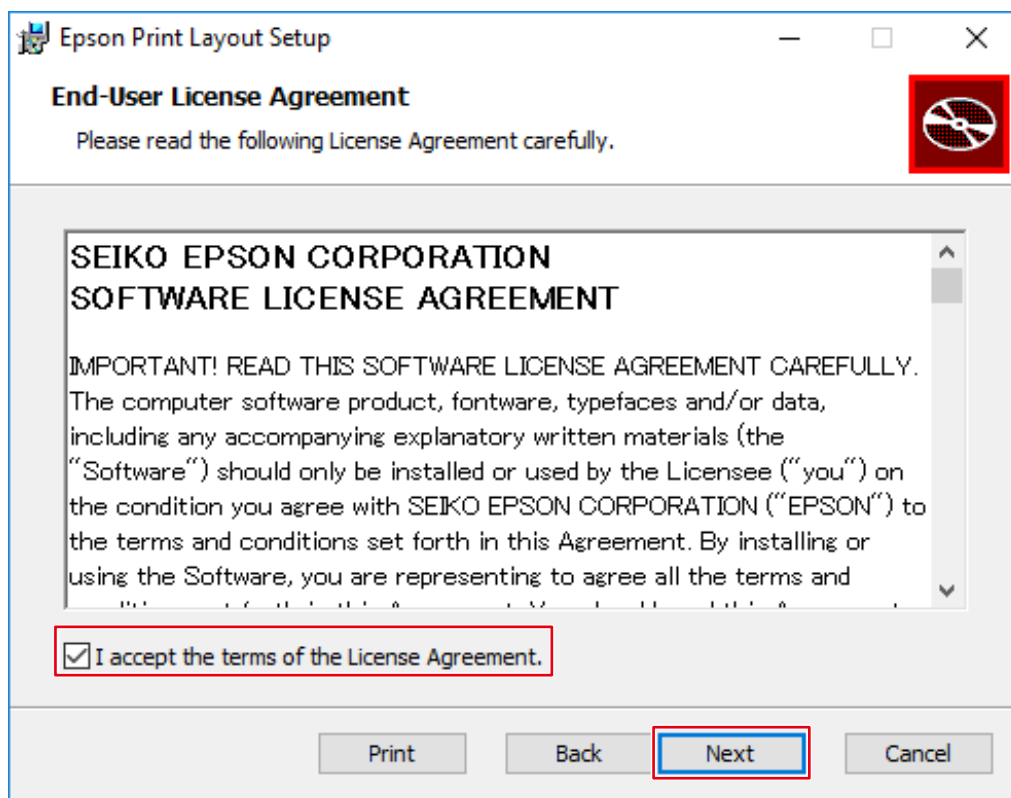 Epson Print Layout Setup
End-User License Agreement
Please read the following License Agreement carefully.
SEIKO EPSON CORPORATION
SOFTWARE LICENSE AGREEMENT
IMPORTANT! READ THIS SOFTWARE LICENSE AGREEMENT CAREFULLY.
The computer software product, fontware, typefaces and/or data,
including any accompanying explanatory written materials (the
"Software") should only be installed or used by the Licensee ("you") on
the condition you agree with SEIKO EPSON CORPORATION ("EPSON") to
the terms and conditions set forth in this Agreement. By installing or
using the Software, you are representing to agree all the terms and
I accept the terms of the License Agreement.
Print Back Next Cancel